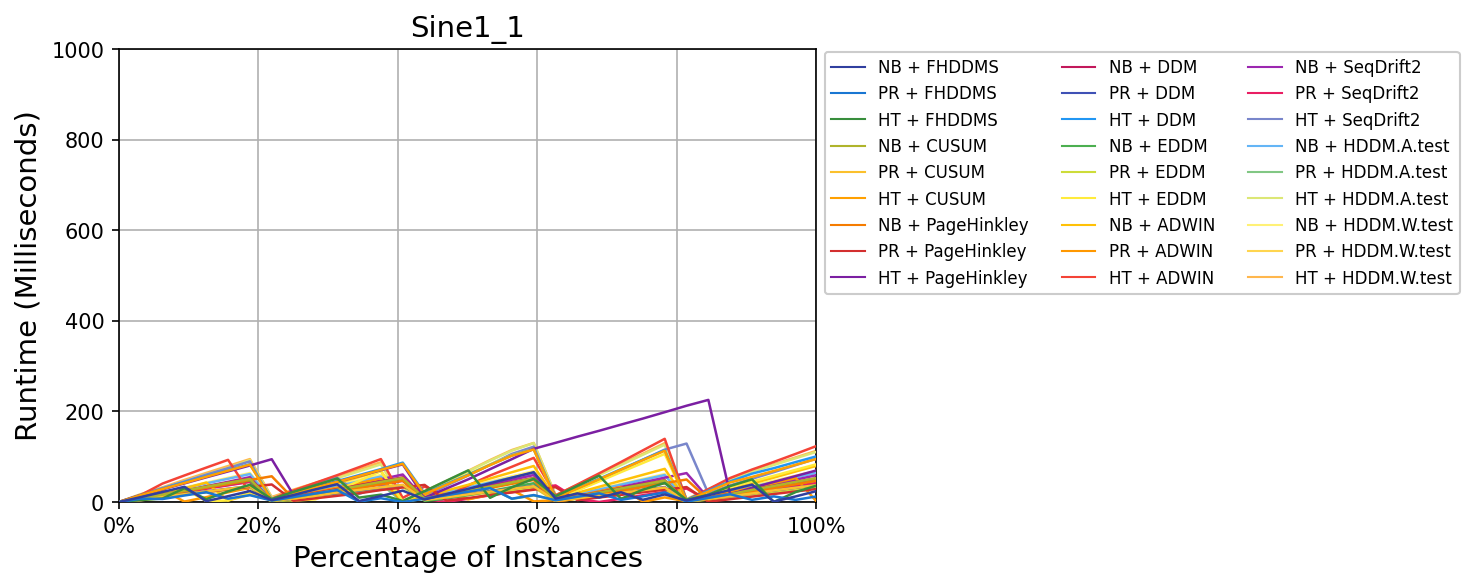 Sine1_1
1000
800
600
400
200
0
Runtime (Milliseconds)
0%
20%
40%
60%
80%
100%
Percentage of Instances
NB + FHDDMS
PR + FHDDMS
HT + FHDDMS
NB + CUSUM
PR + CUSUM
HT + CUSUM
NB + PageHinkley
PR + PageHinkley
HT + PageHinkley
NB + DDM
PR + DDM
HT + DDM
NB + EDDM
PR + EDDM
HT + EDDM
NB + ADWIN
PR + ADWIN
HT + ADWIN
NB + SeqDrift2
PR + SeqDrift2
HT + SeqDrift2
NB + HDDM.A.test
PR + HDDM.A.test
HT + HDDM.A.test
NB + HDDM.W.test
PR + HDDM.W.test
HT + HDDM.W.test